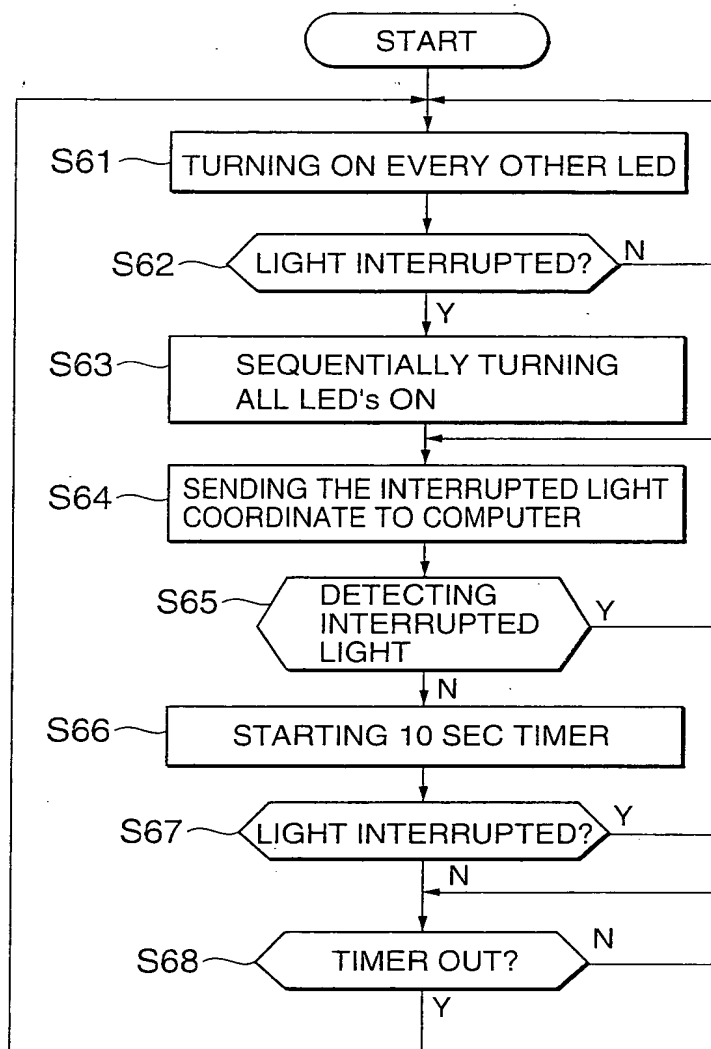 START
S61
TURNING ON EVERY OTHER LED
S62
LIGHT INTERRUPTED?
N
Y
S63
SEQUENTIALLY TURNING
ALL LED's ON
S64
SENDING THE INTERRUPTED LIGHT
COORDINATE TO COMPUTER
S65
DETECTING
INTERRUPTED
LIGHT
Y
N
S66
STARTING 10 SEC TIMER
S67
LIGHT INTERRUPTED?
Y
N
S68
TIMER OUT?
N
Y